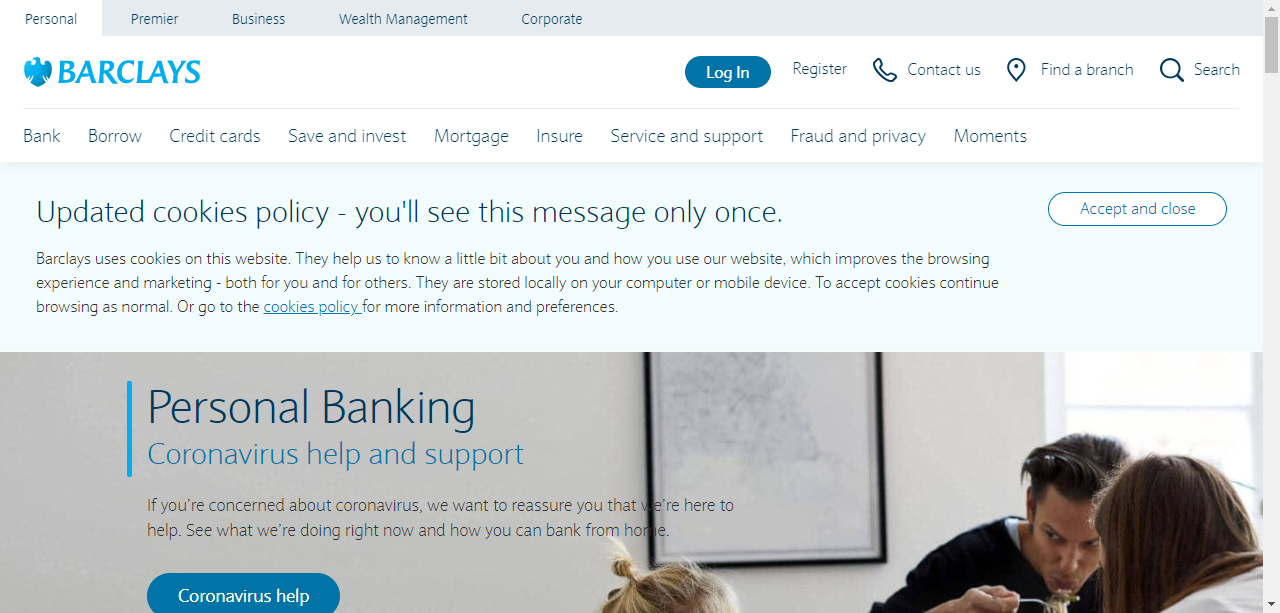 Personal Premier Business Wealth Management Corporate
BARCLAYS Log In Register Contact us Find a branch Search
Bank Borrow Credit cards Save and invest Mortgage Insure Service and support Fraud and privacy Moments
Updated cookies policy - you'll see this message only once. Accept and close
Barclays uses cookies on this website. They help us to know a little bit about you and how you use our website, which improves the browsing
experience and marketing - both for you and for others. They are stored locally on your computer or mobile device. To accept cookies continue
browsing as normal. Or go to the cookies policy for more information and preferences.
Personal Banking
Coronavirus help and support
If you’re concerned about coronavirus, we want to reassure you that we’re here to
help. See what we’re doing right now and how you can bank from home.
Coronavirus help